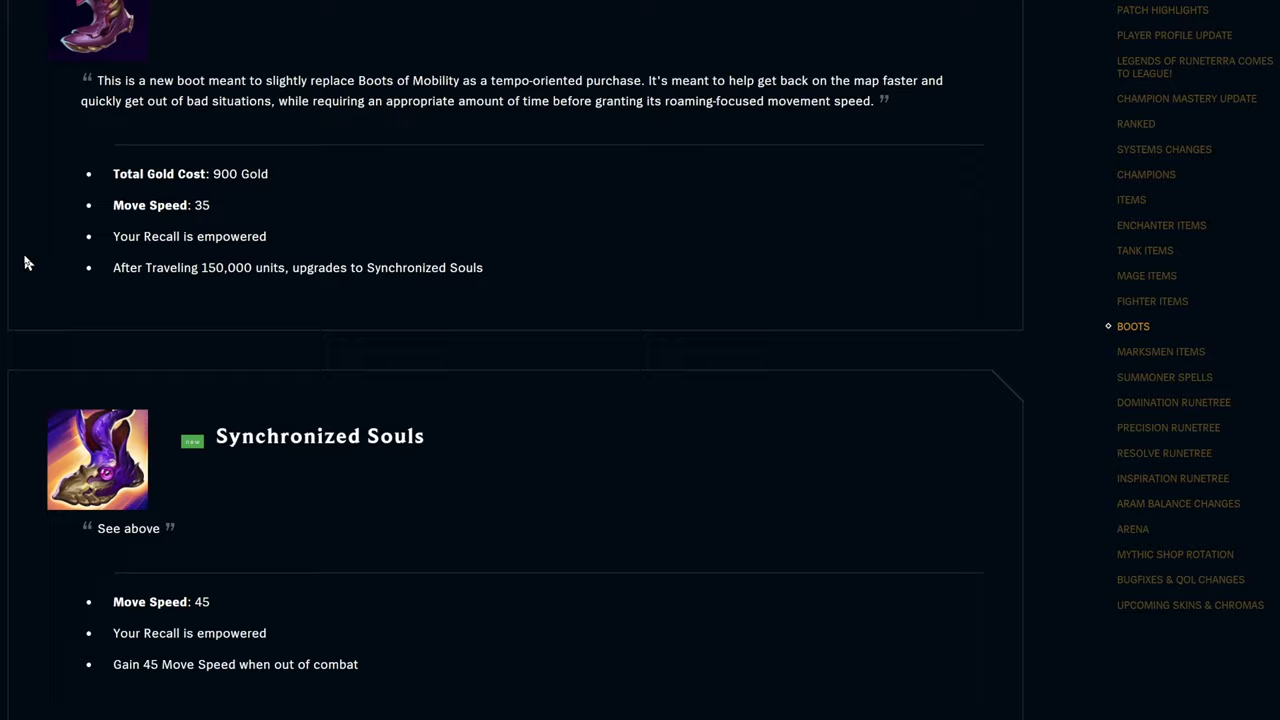 “ This is a new boot meant to slightly replace Boots of Mobility as a tempo-oriented purchase. It's meant to help get back on the map faster and
quickly get out of bad situations, while requiring an appropriate amount of time before granting its roaming-focused movement speed. ”
• Total Gold Cost: 900 Gold
• Move Speed: 35
• Your Recall is empowered
• After Traveling 150,000 units, upgrades to Synchronized Souls
new Synchronized Souls
“ See above ”
• Move Speed: 45
• Your Recall is empowered
• Gain 45 Move Speed when out of combat
PATCH HIGHLIGHTS
PLAYER PROFILE UPDATE
LEGENDS OF RUNETERRA COMES
TO LEAGUE!
CHAMPION MASTERY UPDATE
RANKED
SYSTEMS CHANGES
CHAMPIONS
ITEMS
ENCHANTER ITEMS
TANK ITEMS
MAGE ITEMS
FIGHTER ITEMS
BOOTS
MARKSMEN ITEMS
SUMMONER SPELLS
DOMINATION RUNETREE
PRECISION RUNETREE
RESOLVE RUNETREE
INSPIRATION RUNETREE
ARAM BALANCE CHANGES
ARENA
MYTHIC SHOP ROTATION
BUGFIXES & QOL CHANGES
UPCOMING SKINS & CHROMAS